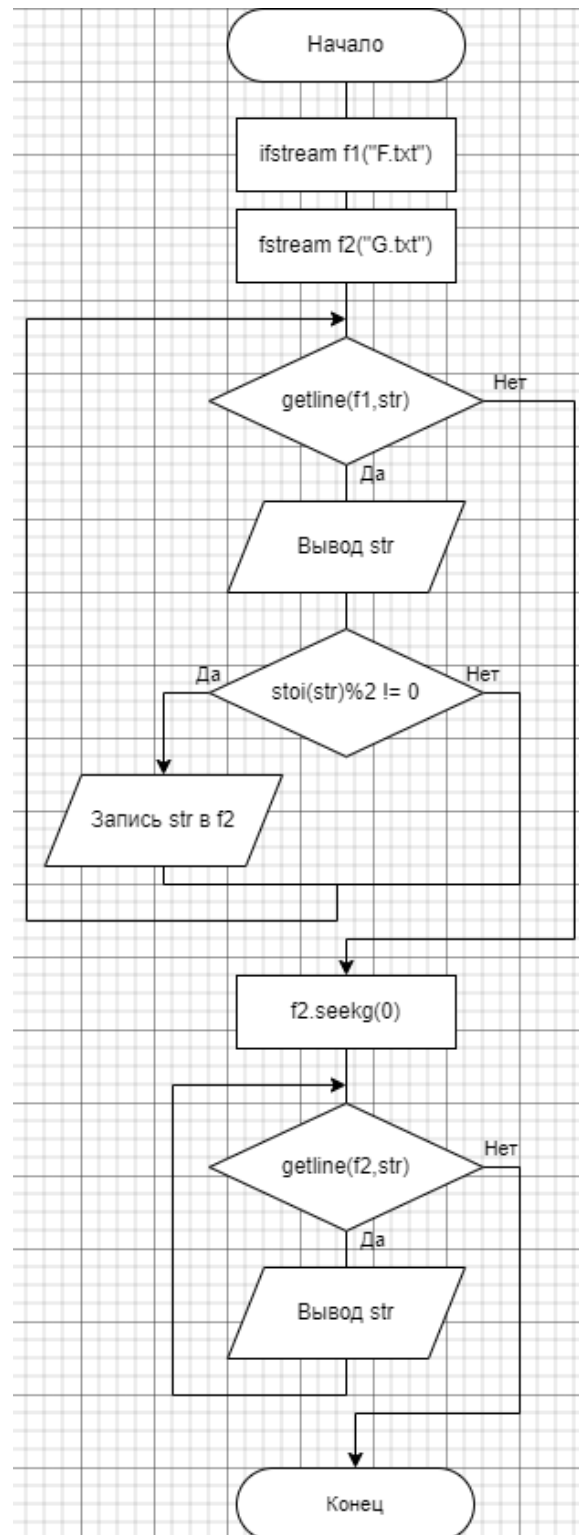 Начало
ifstream f1("F.txt")
fstream f2("G.txt")
getline(f1,str)
Нет
Да
Вывод str
Да
stoi(str)%2 != 0
Нет
Запись str в f2
f2.seekg(0)
getline(f2,str)
Нет
Да
Вывод str
Конец